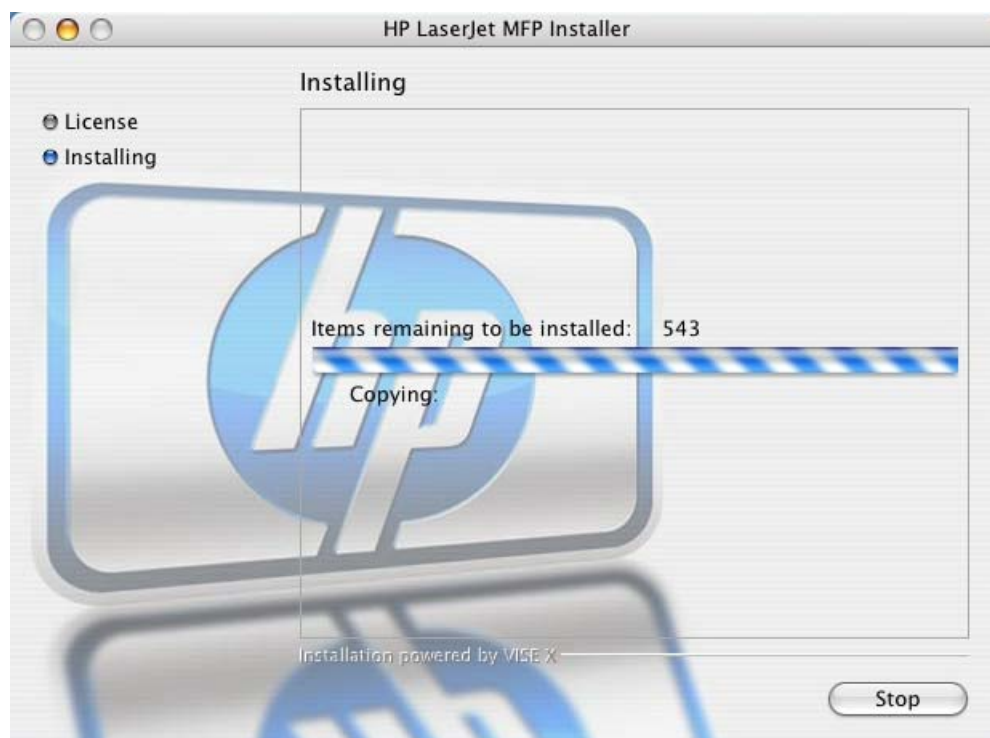 HP LaserJet MFP Installer
Installing
License
Installing
hp
Items remaining to be installed: 543
Copying:
Installation powered by VISE X
Stop